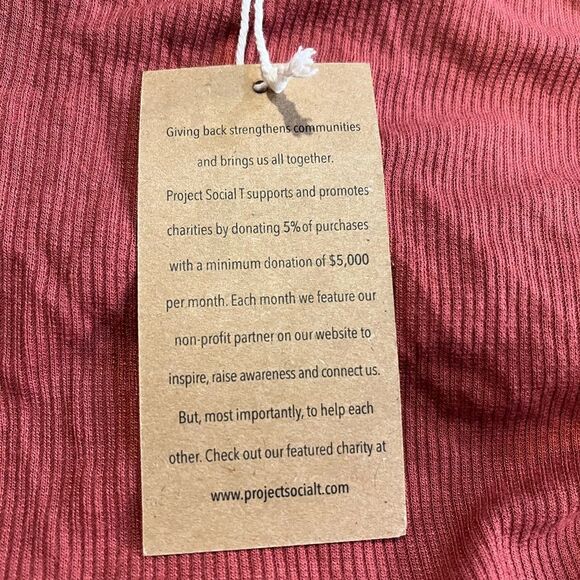 Giving back strengthens communities
and brings us all together.
Project Social T supports and promotes
charities by donating 5% of purchases
with a minimum donation of $5,000
per month. Each month we feature our
non-profit partner on our website to
inspire, raise awareness and connect us.
But, most importantly, to help each
other. Check out our featured charity at
www.projectsocialt.com